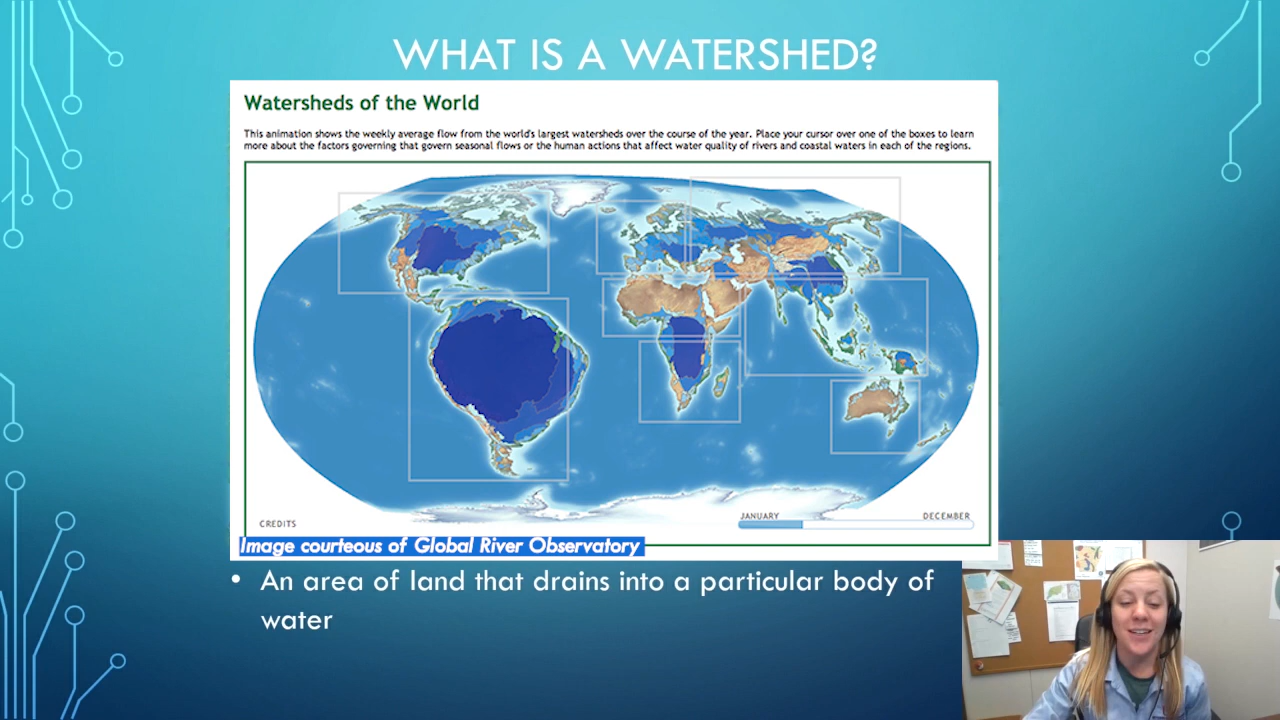 WHAT IS A WATERSHED?
Watersheds of the World
This animation shows the weekly average flow from the world's largest watersheds over the course of the year. Place your cursor over one of the boxes to learn
more about the factors governing that govern seasonal flows or the human actions that affect water quality of rivers and coastal waters in each of the regions.
CREDITS
JANUARY
DECEMBER
Image courteous of Global River Observatory
• An area of land that drains into a particular body of
water